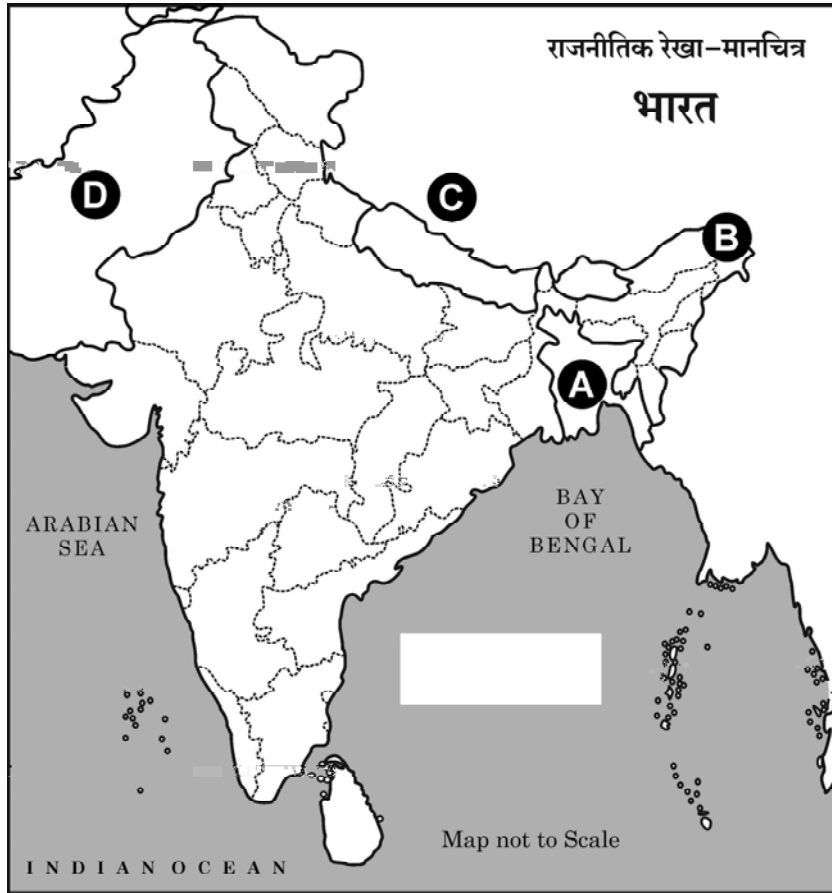 राजनीतिक रेखा-मानचित्र
भारत
D
C
B
A
ARABIAN
SEA
BAY
OF
BENGAL
Map not to Scale
INDIAN OCEAN